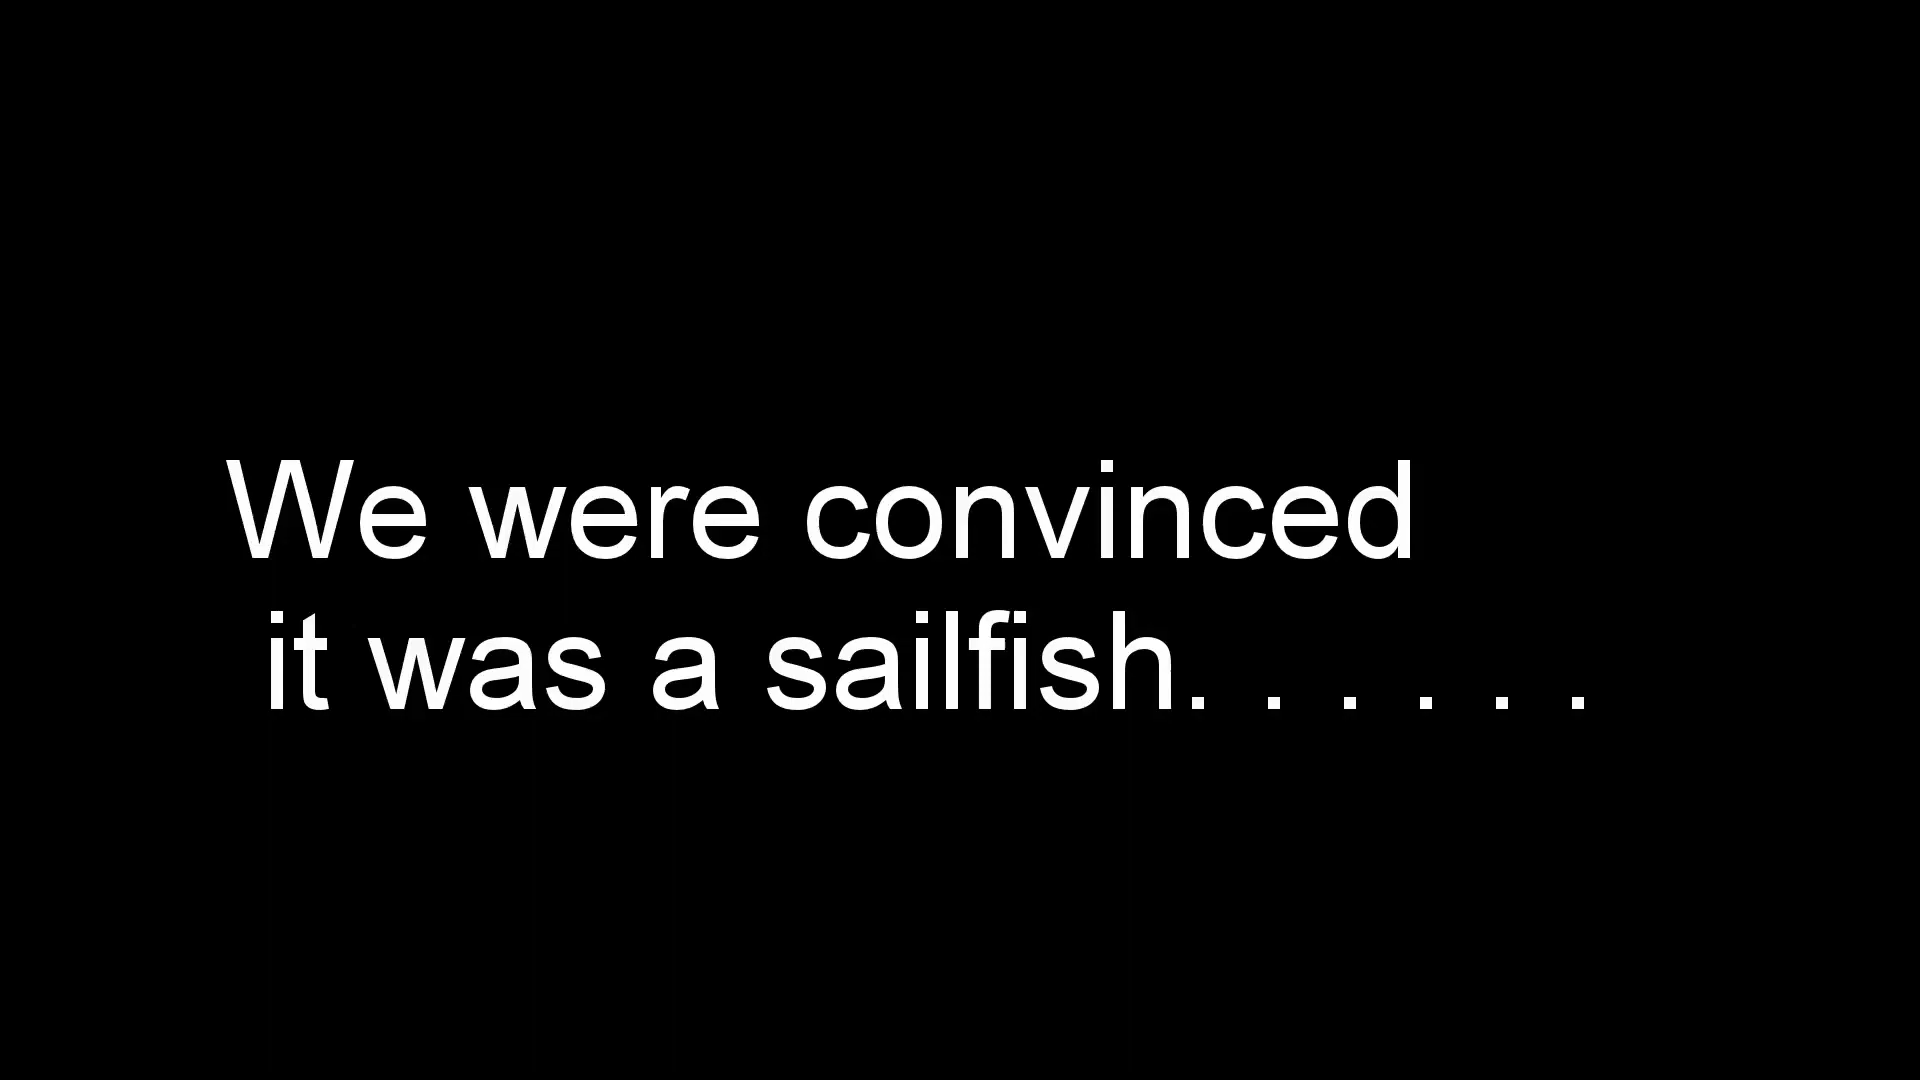 We were convinced
it was a sailfish. . . . . .